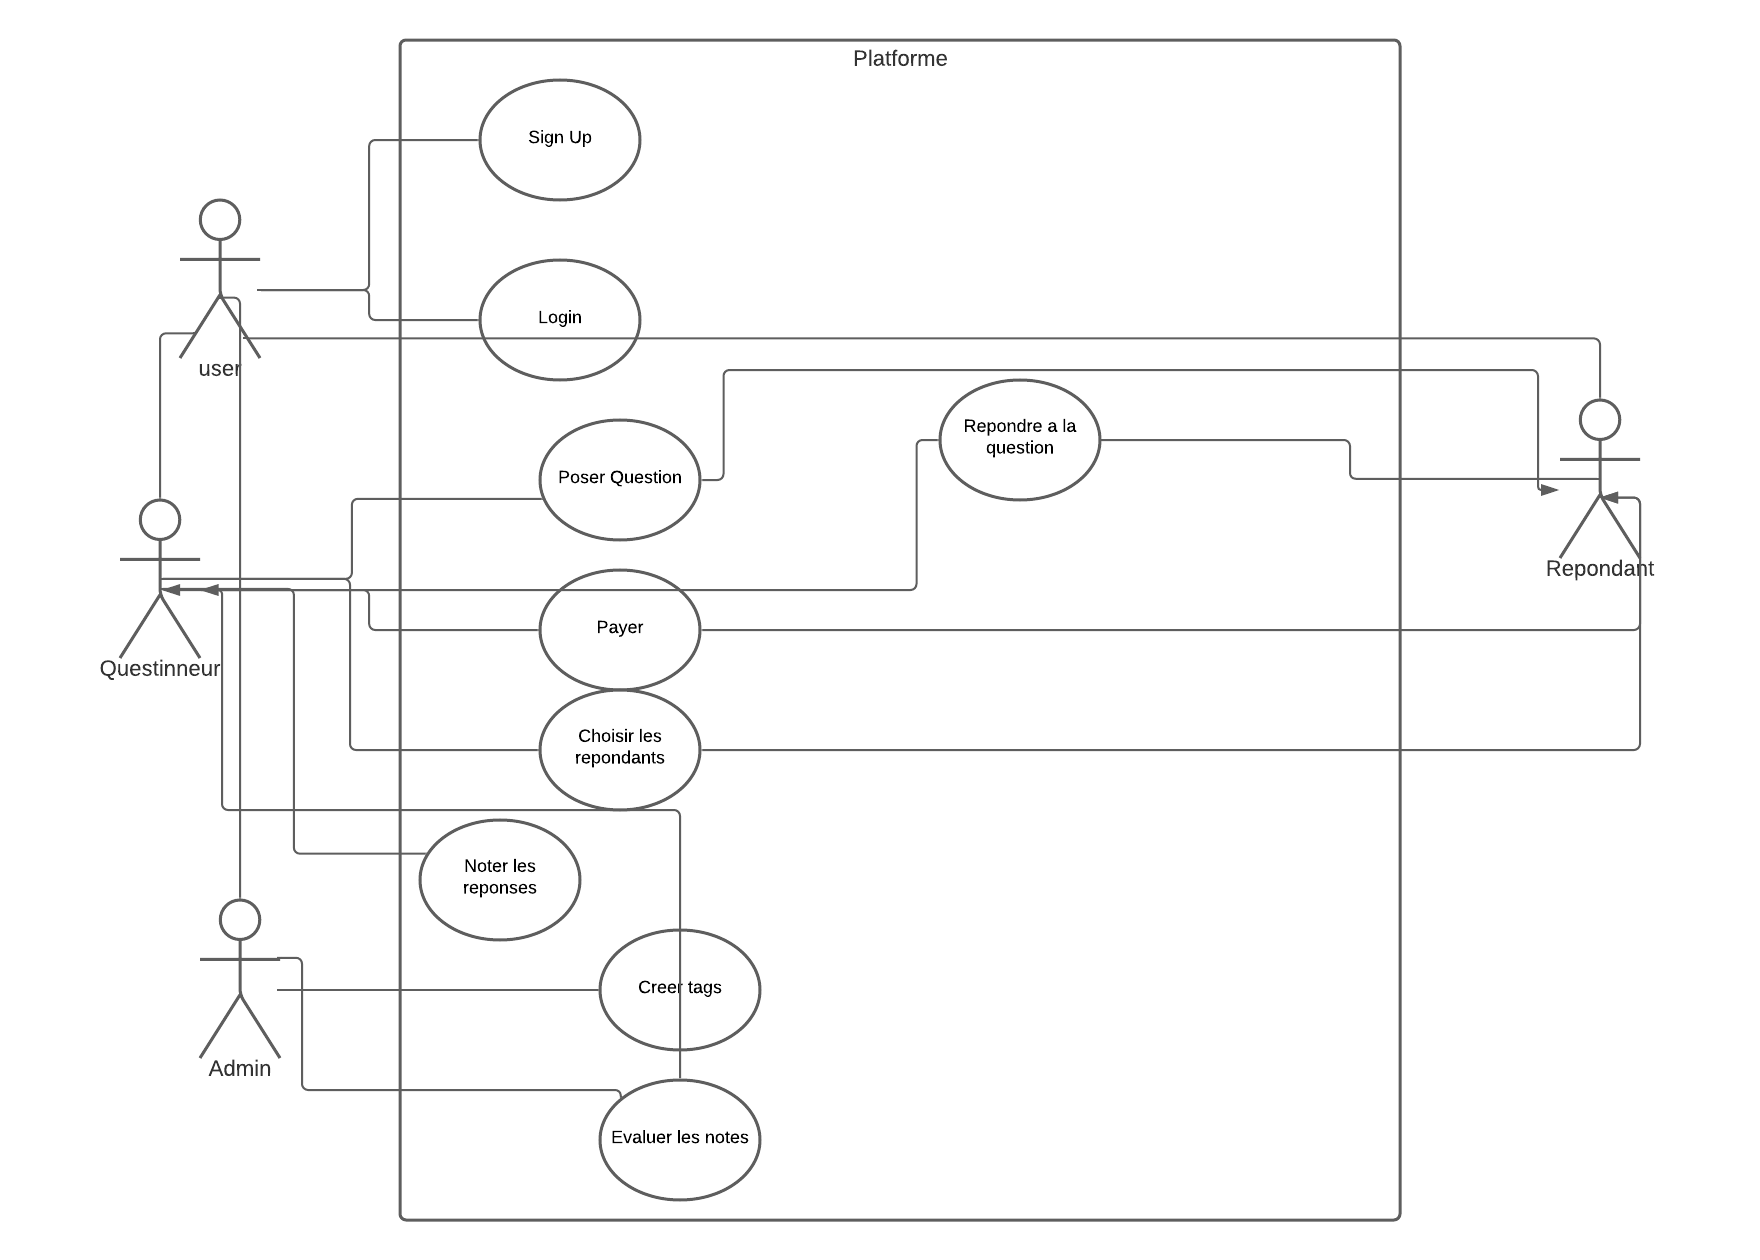 Platforme
Sign Up
Login
user
Repondre a la
question
Poser Question
Repondant
Payer
Questinneur
Choisir les
repondants
Noter les
reponses
Creer tags
Admin
Evaluer les notes